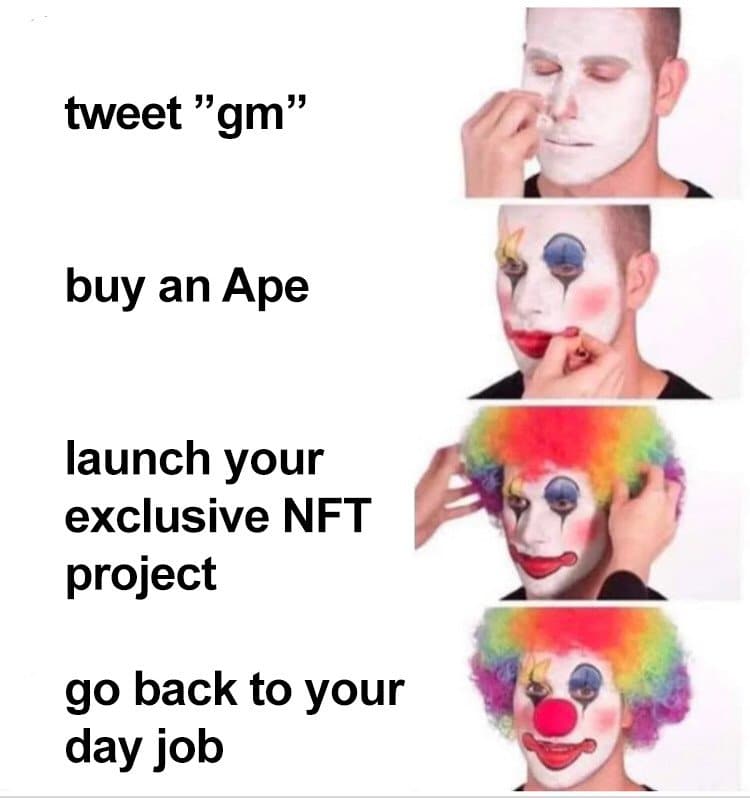 tweet ”gm”
buy an Ape
launch your
exclusive NFT
project
go back to your
day job